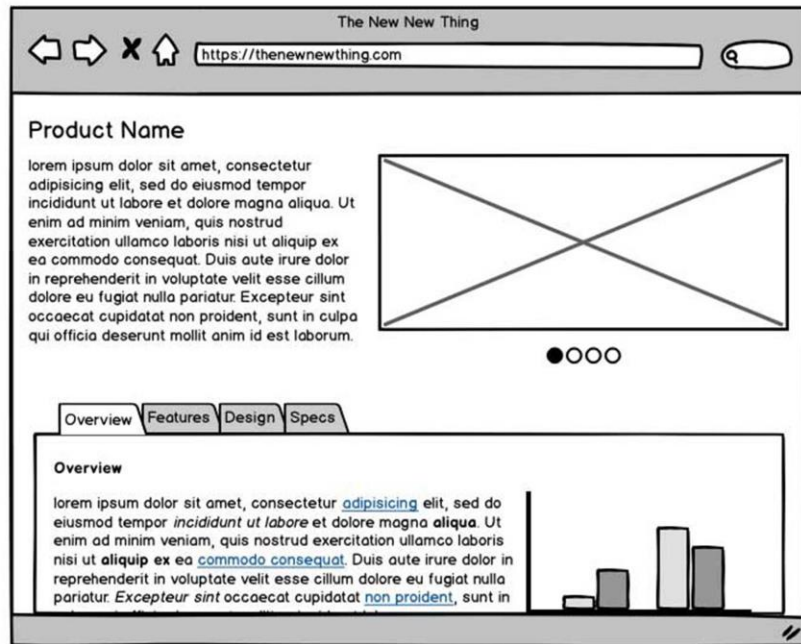 The New New Thing
https://thenewnewthing.com
Product Name
lorem ipsum dolor sit amet, consectetur
adipisicing elit, sed do eiusmod tempor
incididunt ut labore et dolore magna aliqua. Ut
enim ad minim veniam, quis nostrud
exercitation ullamco laboris nisi ut aliquip ex
ea commodo consequat. Duis aute irure dolor
in reprehenderit in voluptate velit esse cillum
dolore eu fugiat nulla pariatur. Excepteur sint
occaecat cupidatat non proident, sunt in culpa
qui officia deserunt mollit anim id est laborum.
Overview Features Design Specs
Overview
lorem ipsum dolor sit amet, consectetur adipisicing elit, sed do
eiusmod tempor incididunt ut labore et dolore magna aliqua. Ut
enim ad minim veniam, quis nostrud exercitation ullamco laboris
nisi ut aliquip ex ea commodo consequat. Duis aute irure dolor in
reprehenderit in voluptate velit esse cillum dolore eu fugiat nulla
pariatur. Excepteur sint occaecat cupidatat non proident, sunt in